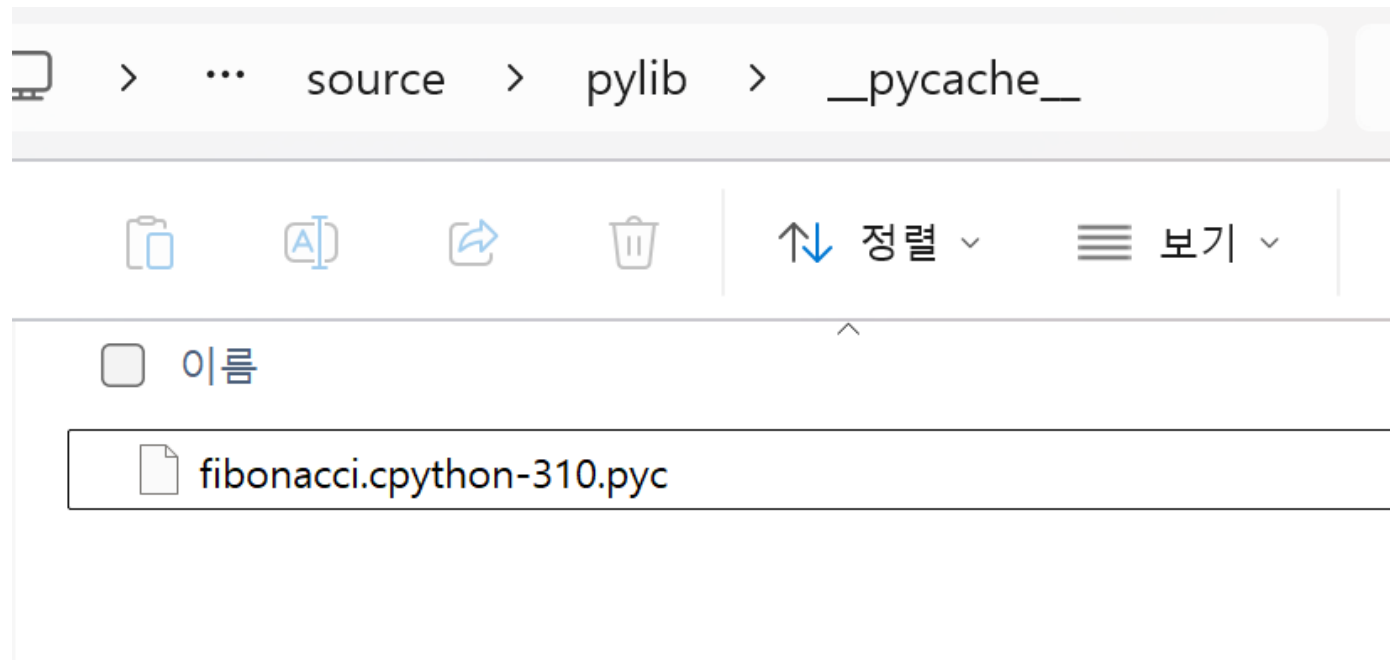 > ··· source > pylib > __pycache__
정렬 보기
이름
fibonacci.cpython-310.pyc